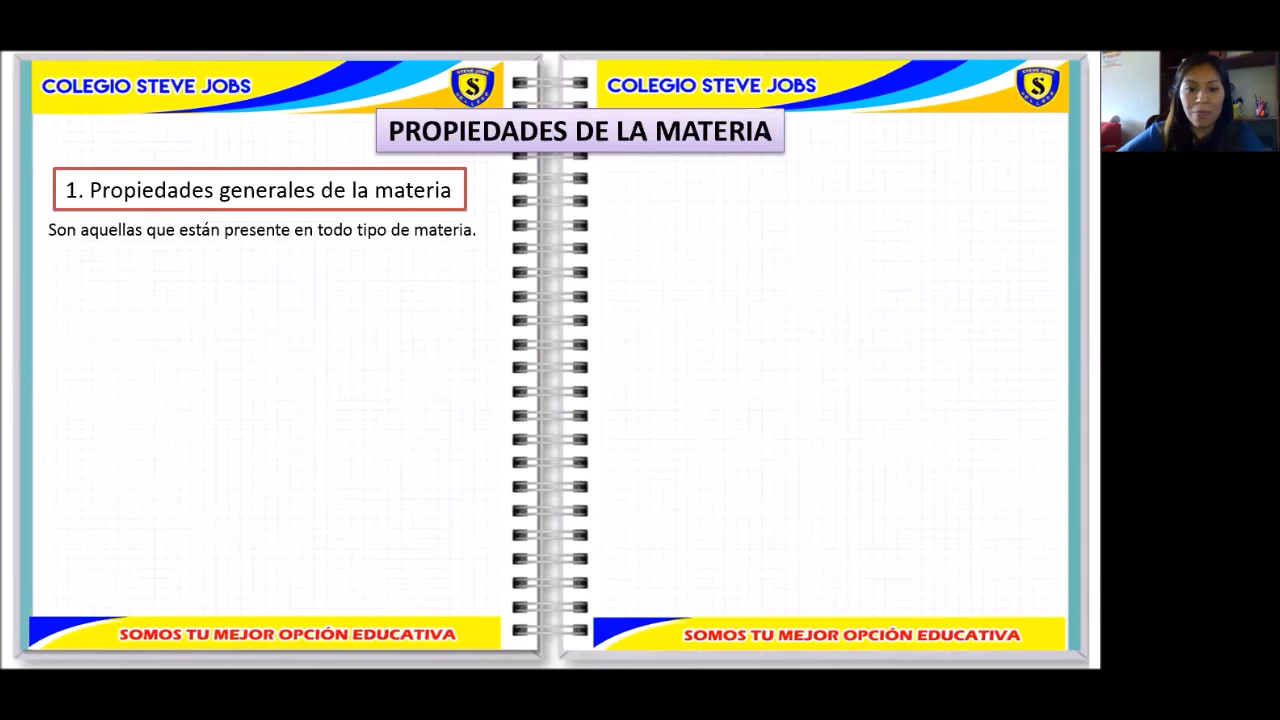 COLEGIO STEVE JOBS
COLEGIO STEVE JOBS
PROPIEDADES DE LA MATERIA
1. Propiedades generales de la materia
Son aquellas que están presente en todo tipo de materia.
SOMOS TU MEJOR OPCIÓN EDUCATIVA
SOMOS TU MEJOR OPCIÓN EDUCATIVA